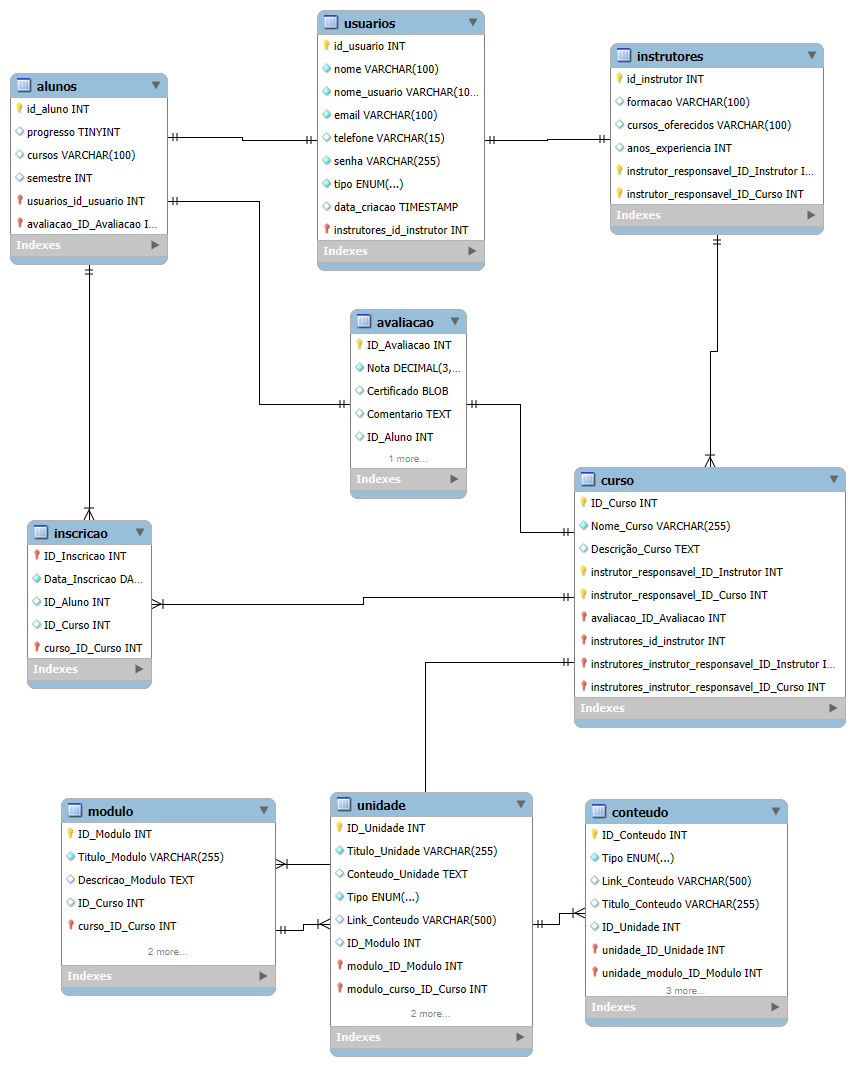 usuarios
id_usuario INT
nome VARCHAR(100)
nome_usuario VARCHAR(10...
email VARCHAR(100)
telefone VARCHAR(15)
senha VARCHAR(255)
tipo ENUM(...)
data_criacao TIMESTAMP
instrutores_id_instrutor INT
Indexes
instrutores
id_instrutor INT
formacao VARCHAR(100)
cursos_oferecidos VARCHAR(100)
anos_experiencia INT
instrutor_responsavel_ID_Instrutor I...
instrutor_responsavel_ID_Curso INT
Indexes
alunos
id_aluno INT
progresso TINYINT
cursos VARCHAR(100)
semestre INT
usuarios_id_usuario INT
avaliacao_ID_Avaliacao I...
Indexes
avaliacao
ID_Avaliacao INT
Nota DECIMAL(3,...
Certificado BLOB
Comentario TEXT
ID_Aluno INT
1 more...
Indexes
curso
ID_Curso INT
Nome_Curso VARCHAR(255)
Descrição_Curso TEXT
instrutor_responsavel_ID_Instrutor INT
instrutor_responsavel_ID_Curso INT
avaliacao_ID_Avaliacao INT
instrutores_id_instrutor INT
instrutores_instrutor_responsavel_ID_Instrutor I...
instrutores_instrutor_responsavel_ID_Curso INT
Indexes
inscricao
ID_Inscricao INT
Data_Inscricao DA...
ID_Aluno INT
ID_Curso INT
curso_ID_Curso INT
Indexes
modulo
ID_Modulo INT
Titulo_Modulo VARCHAR(255)
Descricao_Modulo TEXT
ID_Curso INT
curso_ID_Curso INT
2 more...
Indexes
unidade
ID_Unidade INT
Titulo_Unidade VARCHAR(255)
Conteudo_Unidade TEXT
Tipo ENUM(...)
Link_Conteudo VARCHAR(500)
ID_Modulo INT
modulo_ID_Modulo INT
modulo_curso_ID_Curso INT
2 more...
Indexes
conteudo
ID_Conteudo INT
Tipo ENUM(...)
Link_Conteudo VARCHAR(500)
Titulo_Conteudo VARCHAR(255)
ID_Unidade INT
unidade_ID_Unidade INT
unidade_modulo_ID_Modulo INT
3 more...
Indexes